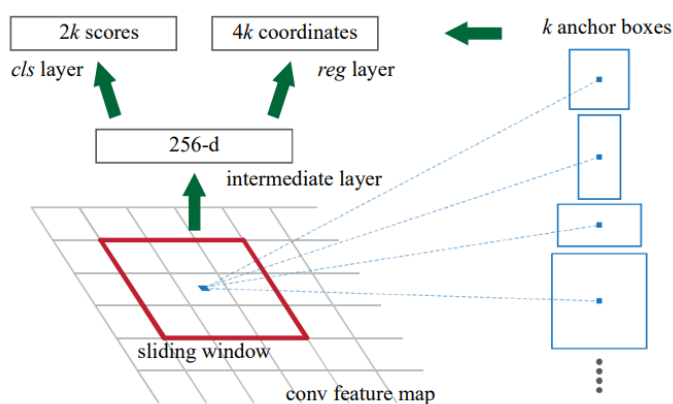 2k scores
4k coordinates
k anchor boxes
cls layer
reg layer
256-d
intermediate layer
sliding window
conv feature map